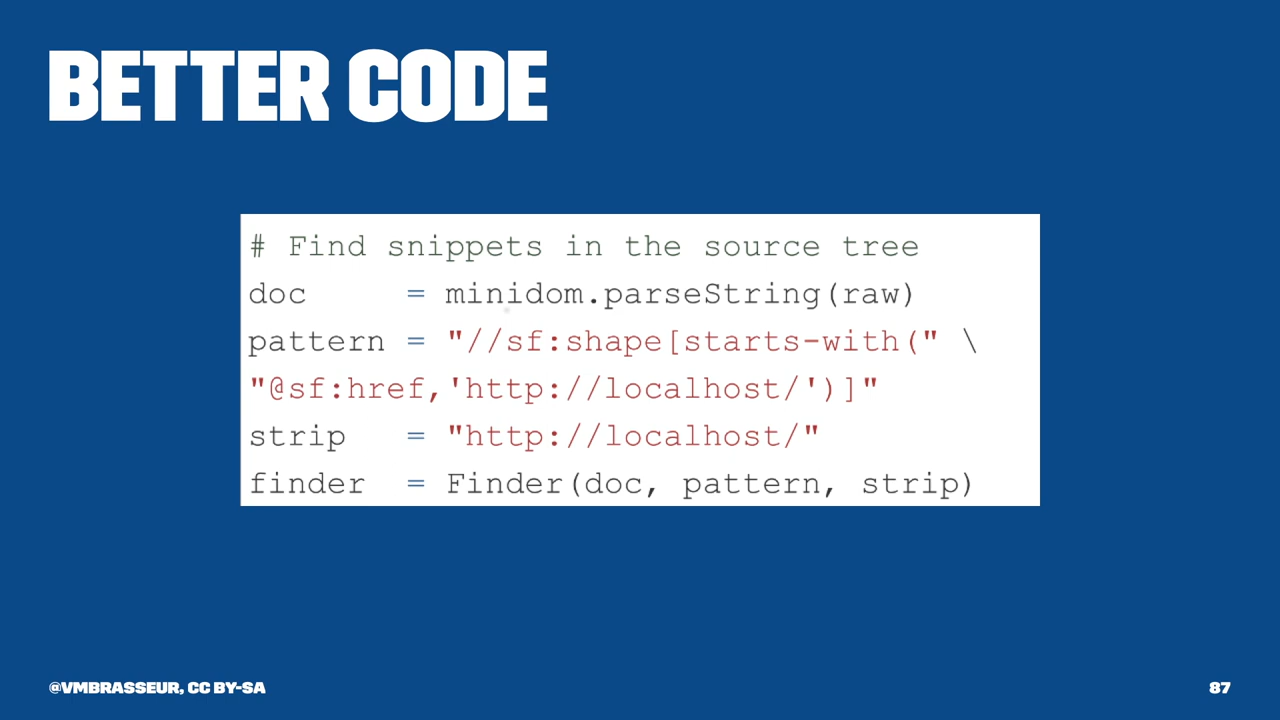 BETTER CODE
# Find snippets in the source tree
doc     = minidom.parseString(raw)
pattern = "//sf:shape[starts-with(" \
"@sf:href,'http://localhost/')]"
strip   = "http://localhost/"
finder  = Finder(doc, pattern, strip)
@VMBRASSEUR, CC BY-SA
87